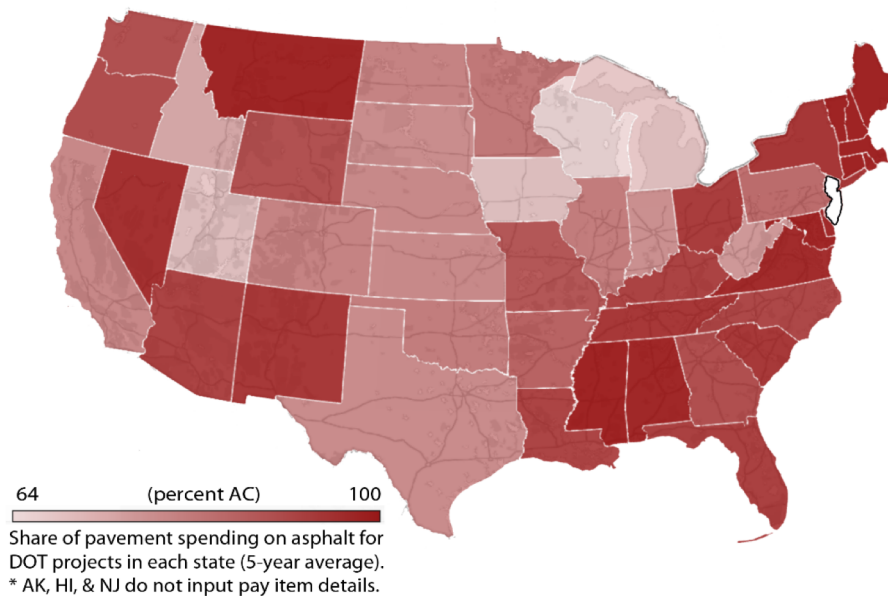 64 (percent AC) 100
Share of pavement spending on asphalt for
DOT projects in each state (5-year average).
* AK, HI, & NJ do not input pay item details.